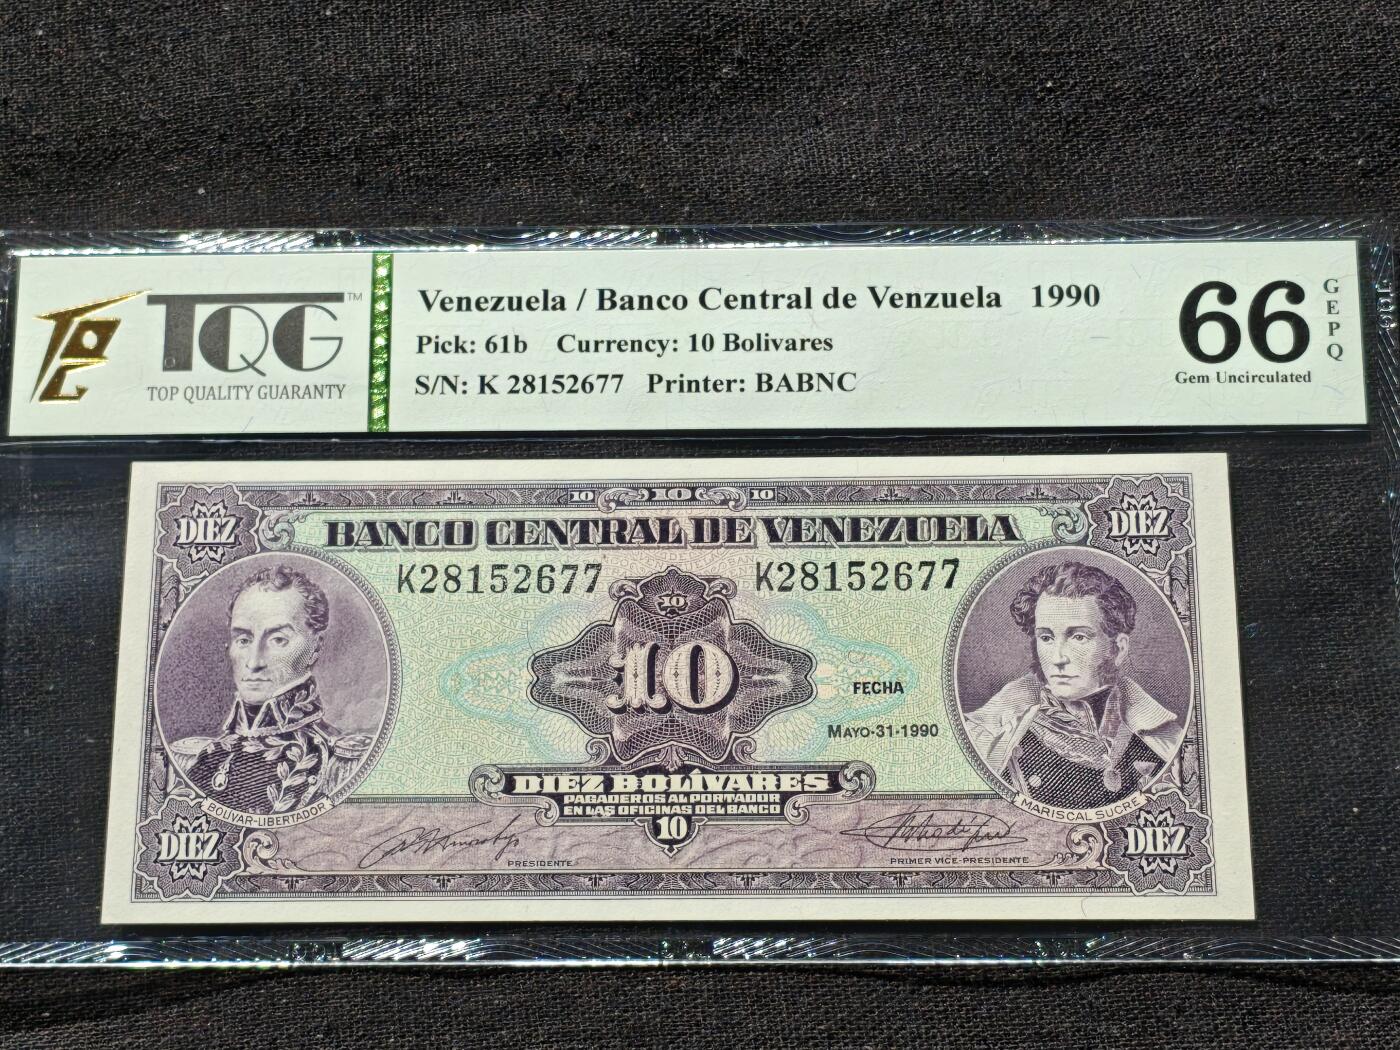 TQG™
TOP QUALITY GUARANTY
Venezuela / Banco Central de Venzuela 1990
Pick: 61b Currency: 10 Bolivares
S/N: K 28152677 Printer: BABNC
66
GEPQ
Gem Uncirculated
10 10 10
DIEZ DIEZ
BANCO CENTRAL DE VENEZUELA
K28152677 K28152677
10
10
FECHA
MAYO-31-1990
BOLIVAR-LIBERTADOR
MARISCAL SUCRE
DIEZ BOLÍVARES
PAGADEROS AL PORTADOR
EN LAS OFICINAS DEL BANCO
10
DIEZ DIEZ
PRESIDENTE
PRIMER VICE-PRESIDENTE